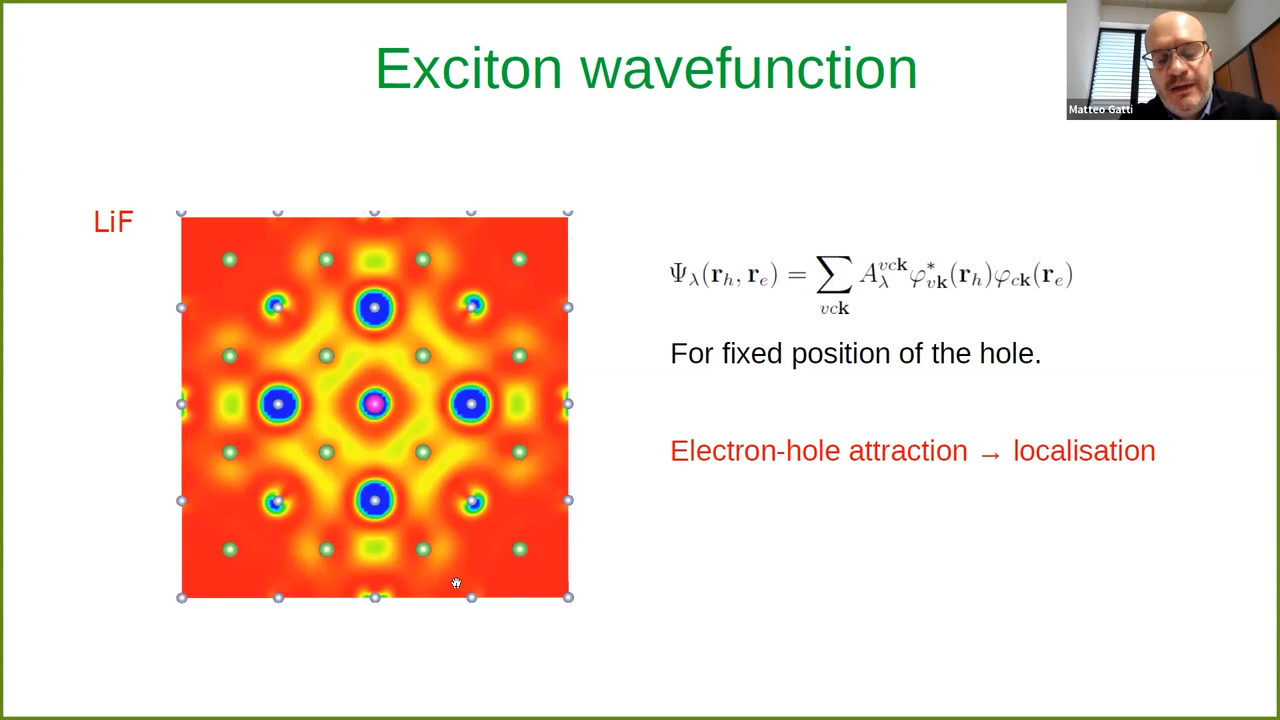 Exciton wavefunction
Matteo Gatti
LiF
Ψ_λ(r_h, r_e) = ∑_{vck} A_λ^{vck} φ*_{vk}(r_h) φ_{ck}(r_e)
For fixed position of the hole.
Electron-hole attraction → localisation